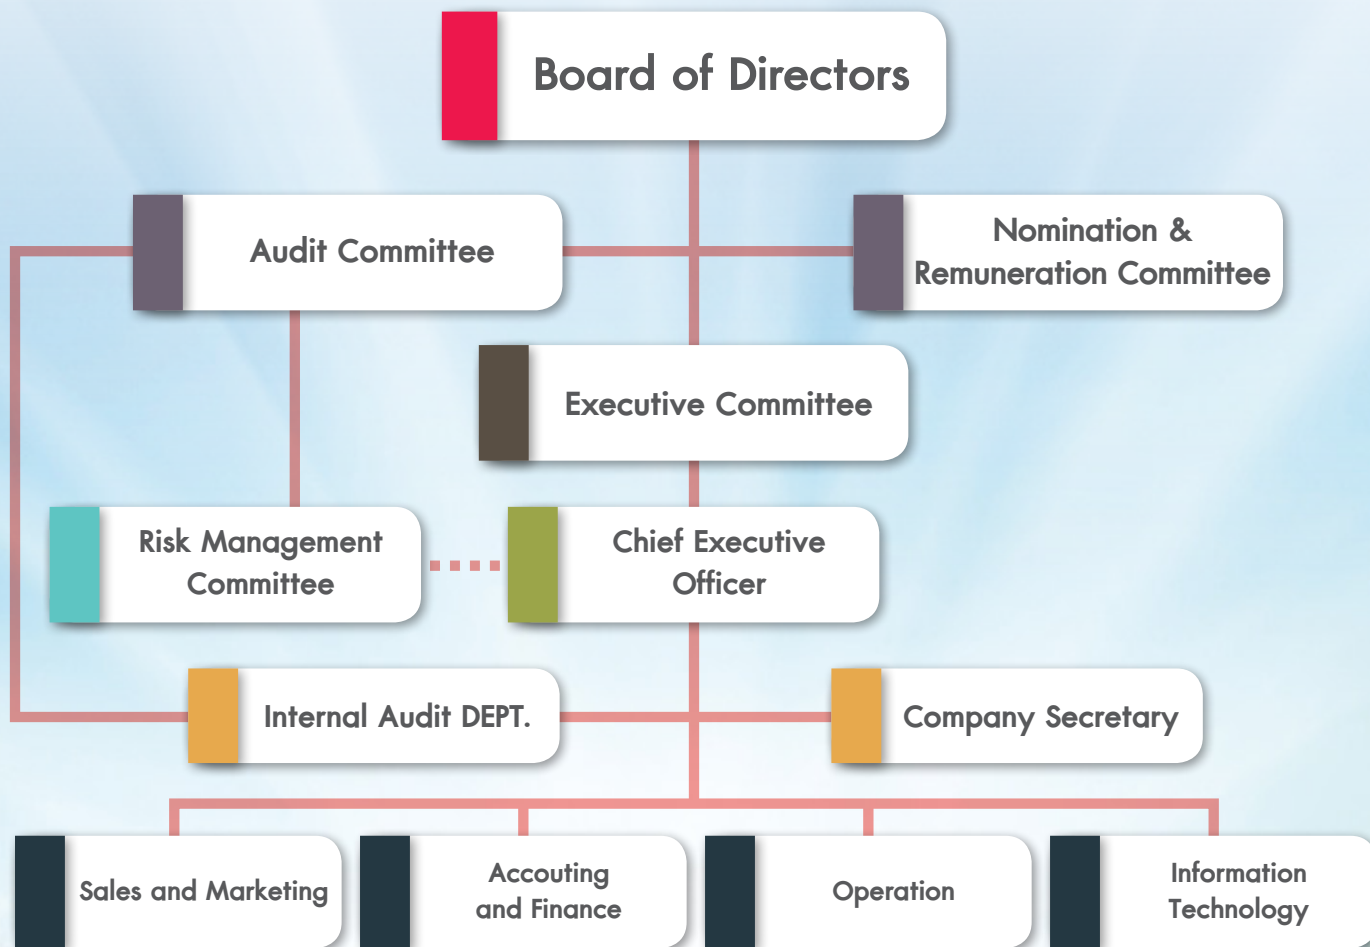 Board of Directors
Audit Committee
Nomination &
Remuneration Committee
Executive Committee
Risk Management
Committee
Chief Executive
Officer
Internal Audit DEPT.
Company Secretary
Sales and Marketing
Accouting
and Finance
Operation
Information
Technology